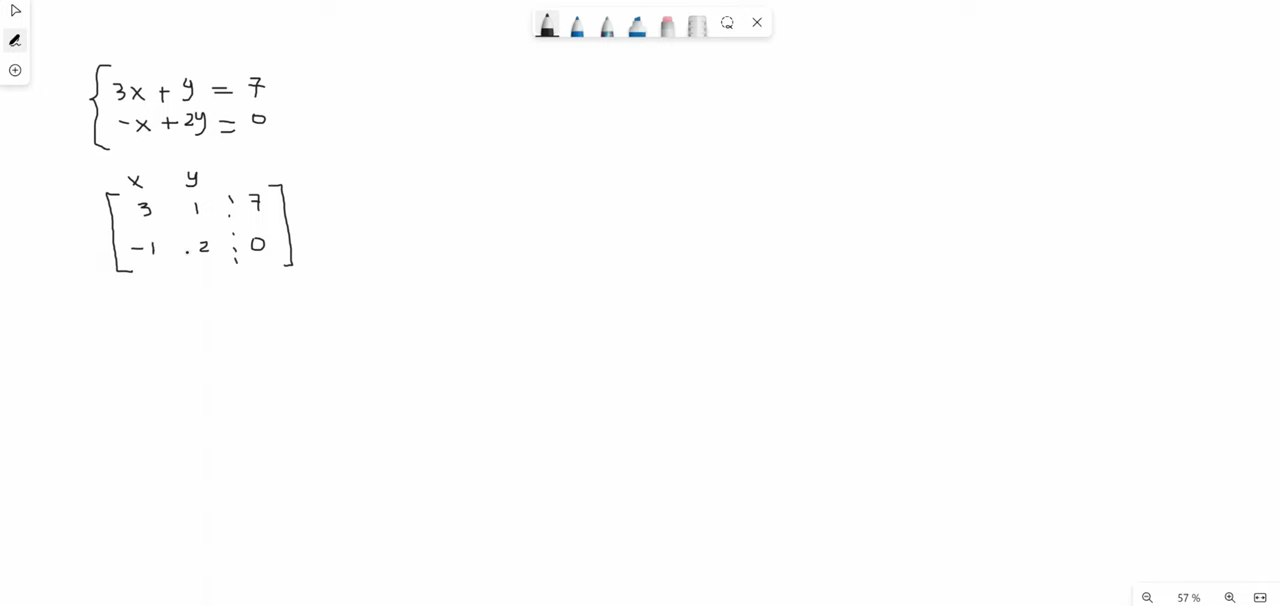 3x + y = 7
-x + 2y = 0
x y
3 1 7
-1 . 2 0
57 %